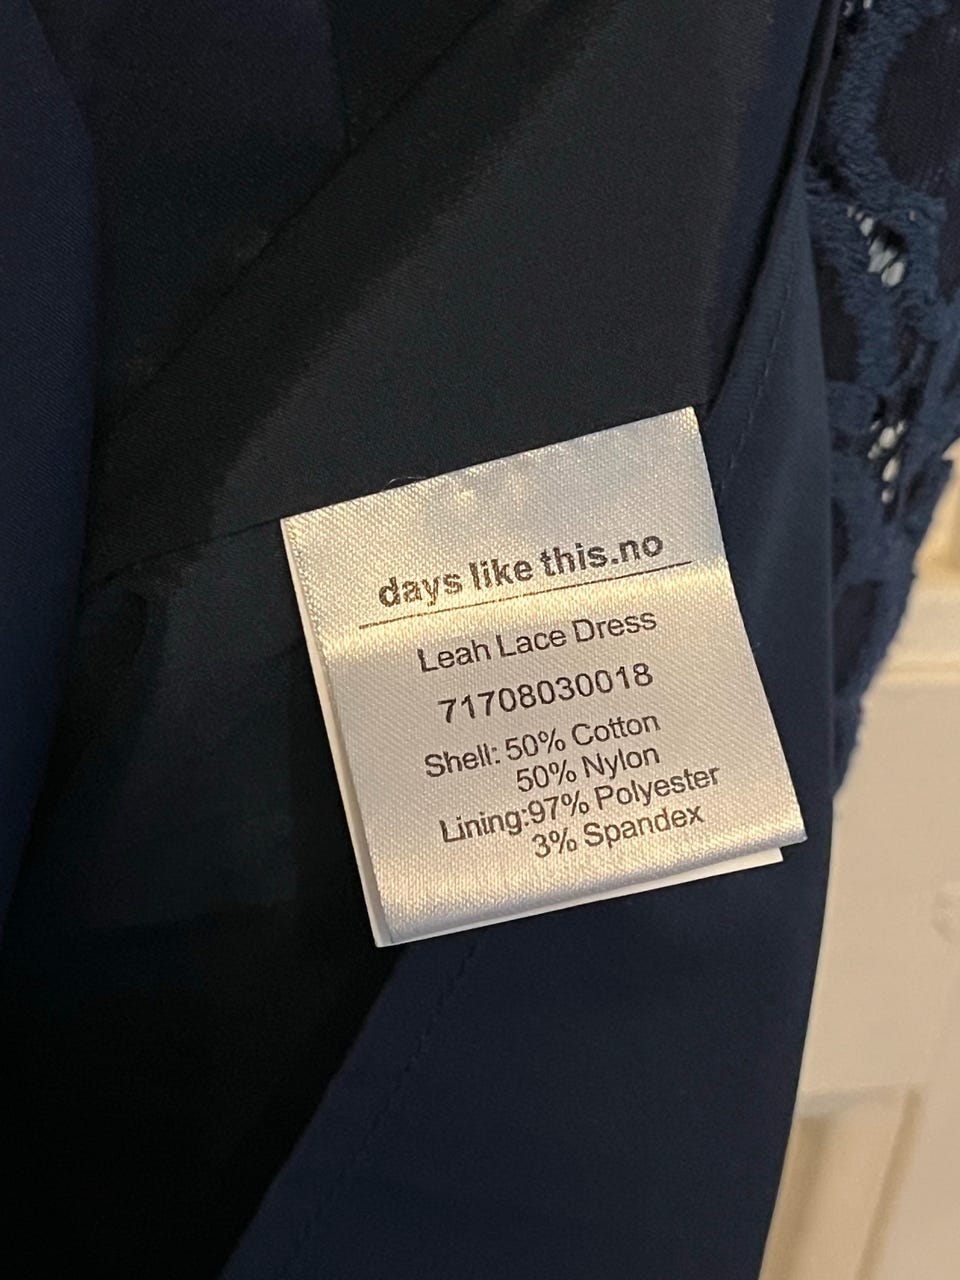 days like this.no
Leah Lace Dress
71708030018
Shell: 50% Cotton
50% Nylon
Lining:97% Polyester
3% Spandex